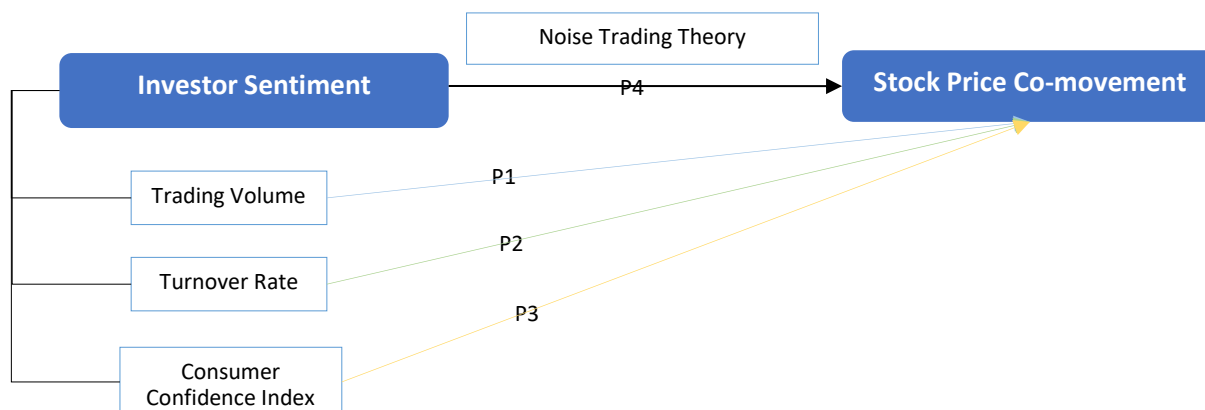 Noise Trading Theory
Investor Sentiment
P4
Stock Price Co-movement
Trading Volume
P1
Turnover Rate
P2
P3
Consumer
Confidence Index